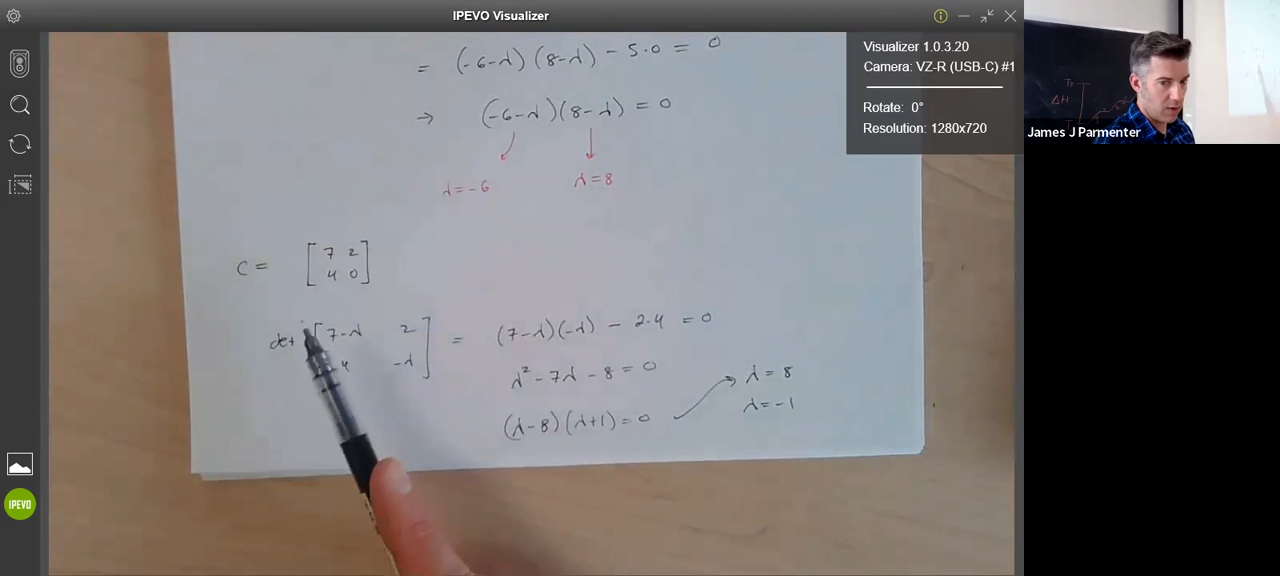 IPEVO Visualizer
Visualizer 1.0.3.20
Camera: VZ-R (USB-C) #1
Rotate: 0°
Resolution: 1280x720
James J Parmenter
ΔH
= (-6-λ)(8-λ) - 5·0 = 0
→ (-6-λ)(8-λ) = 0
λ=-6 λ=8
C = [7 2
4 0]
det [7-λ 2 = (7-λ)(-λ) - 2·4 = 0
4 -λ]
λ² - 7λ - 8 = 0
(λ-8)(λ+1) = 0
λ = 8
λ = -1
IPEVO